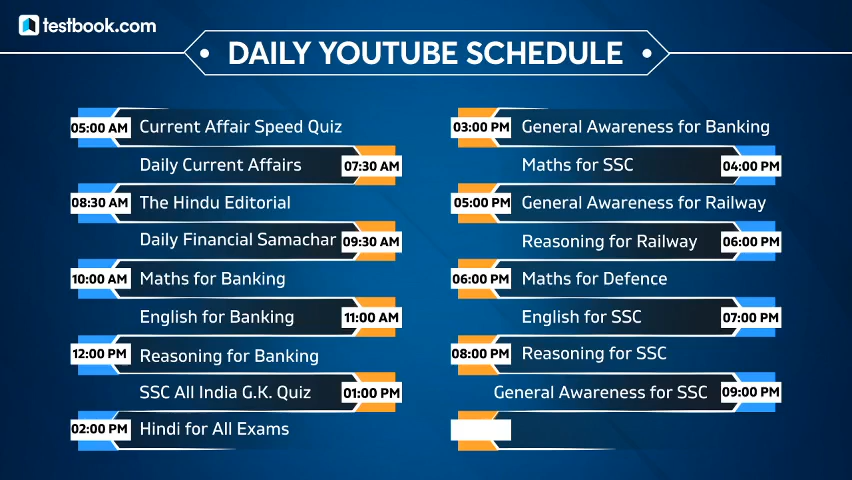 testbook.com
DAILY YOUTUBE SCHEDULE
05:00 AM Current Affair Speed Quiz
Daily Current Affairs 07:30 AM
08:30 AM The Hindu Editorial
Daily Financial Samachar 09:30 AM
10:00 AM Maths for Banking
English for Banking 11:00 AM
12:00 PM Reasoning for Banking
SSC All India G.K. Quiz 01:00 PM
02:00 PM Hindi for All Exams
03:00 PM General Awareness for Banking
Maths for SSC 04:00 PM
05:00 PM General Awareness for Railway
Reasoning for Railway 06:00 PM
06:00 PM Maths for Defence
English for SSC 07:00 PM
08:00 PM Reasoning for SSC
General Awareness for SSC 09:00 PM